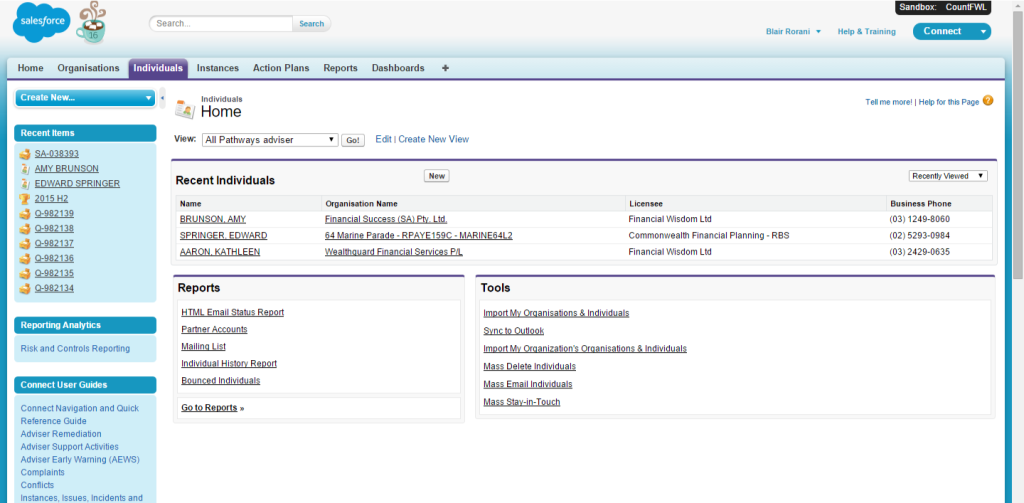 Sandbox: CountFWL
salesforce
16
Search...
Search
Blair Rorani
Help & Training
Connect
Home Organisations Individuals Instances Action Plans Reports Dashboards +
Create New...
Individuals
Home
Tell me more! | Help for this Page ?
View: All Pathways adviser Go! Edit | Create New View
Recent Items
SA-038393
AMY BRUNSON
EDWARD SPRINGER
2015 H2
Q-982139
Q-982138
Q-982137
Q-982136
Q-982135
Q-982134
Reporting Analytics
Risk and Controls Reporting
Connect User Guides
Connect Navigation and Quick
Reference Guide
Adviser Remediation
Adviser Support Activities
Adviser Early Warning (AEWS)
Complaints
Conflicts
Instances, Issues, Incidents and
Recent Individuals New Recently Viewed
Name Organisation Name Licensee Business Phone
BRUNSON, AMY Financial Success (SA) Pty. Ltd. Financial Wisdom Ltd (03) 1249-8060
SPRINGER, EDWARD 64 Marine Parade - RPAYE159C - MARINE64L2 Commonwealth Financial Planning - RBS (02) 5293-0984
AARON, KATHLEEN Wealthguard Financial Services P/L Financial Wisdom Ltd (03) 2429-0635
Reports
HTML Email Status Report
Partner Accounts
Mailing List
Individual History Report
Bounced Individuals
Go to Reports »
Tools
Import My Organisations & Individuals
Sync to Outlook
Import My Organization's Organisations & Individuals
Mass Delete Individuals
Mass Email Individuals
Mass Stay-in-Touch